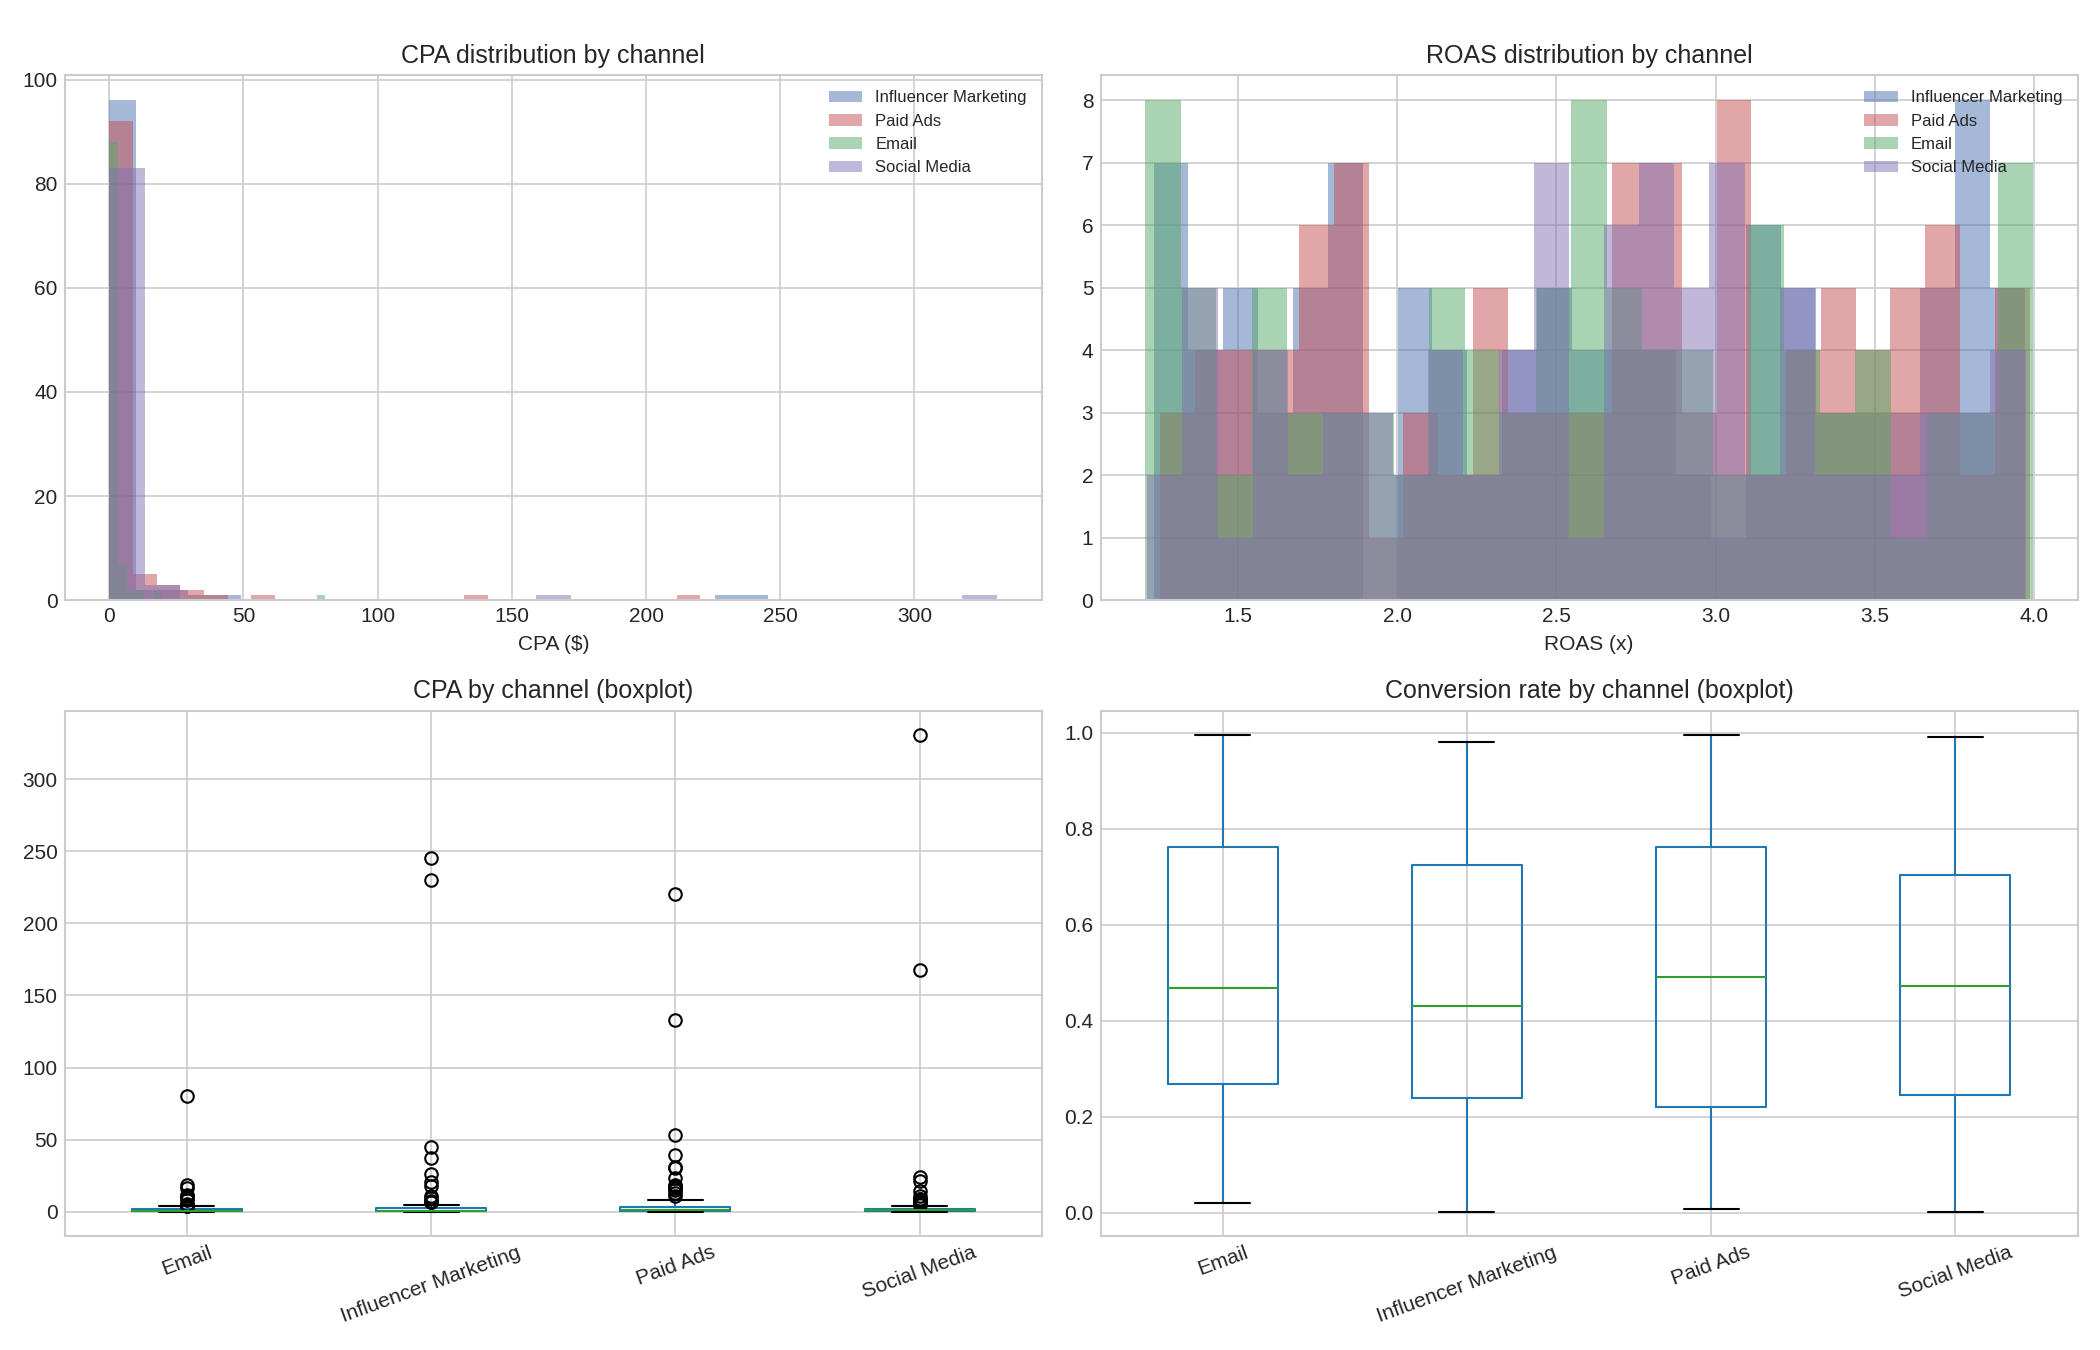 CPA distribution by channel
100
80
60
40
20
0
0 50 100 150 200 250 300
CPA ($)
Influencer Marketing
Paid Ads
Email
Social Media
ROAS distribution by channel
8
7
6
5
4
3
2
1
0
1.5 2.0 2.5 3.0 3.5 4.0
ROAS (x)
Influencer Marketing
Paid Ads
Email
Social Media
CPA by channel (boxplot)
300
250
200
150
100
50
0
Email Influencer Marketing Paid Ads Social Media
Conversion rate by channel (boxplot)
1.0
0.8
0.6
0.4
0.2
0.0
Email Influencer Marketing Paid Ads Social Media